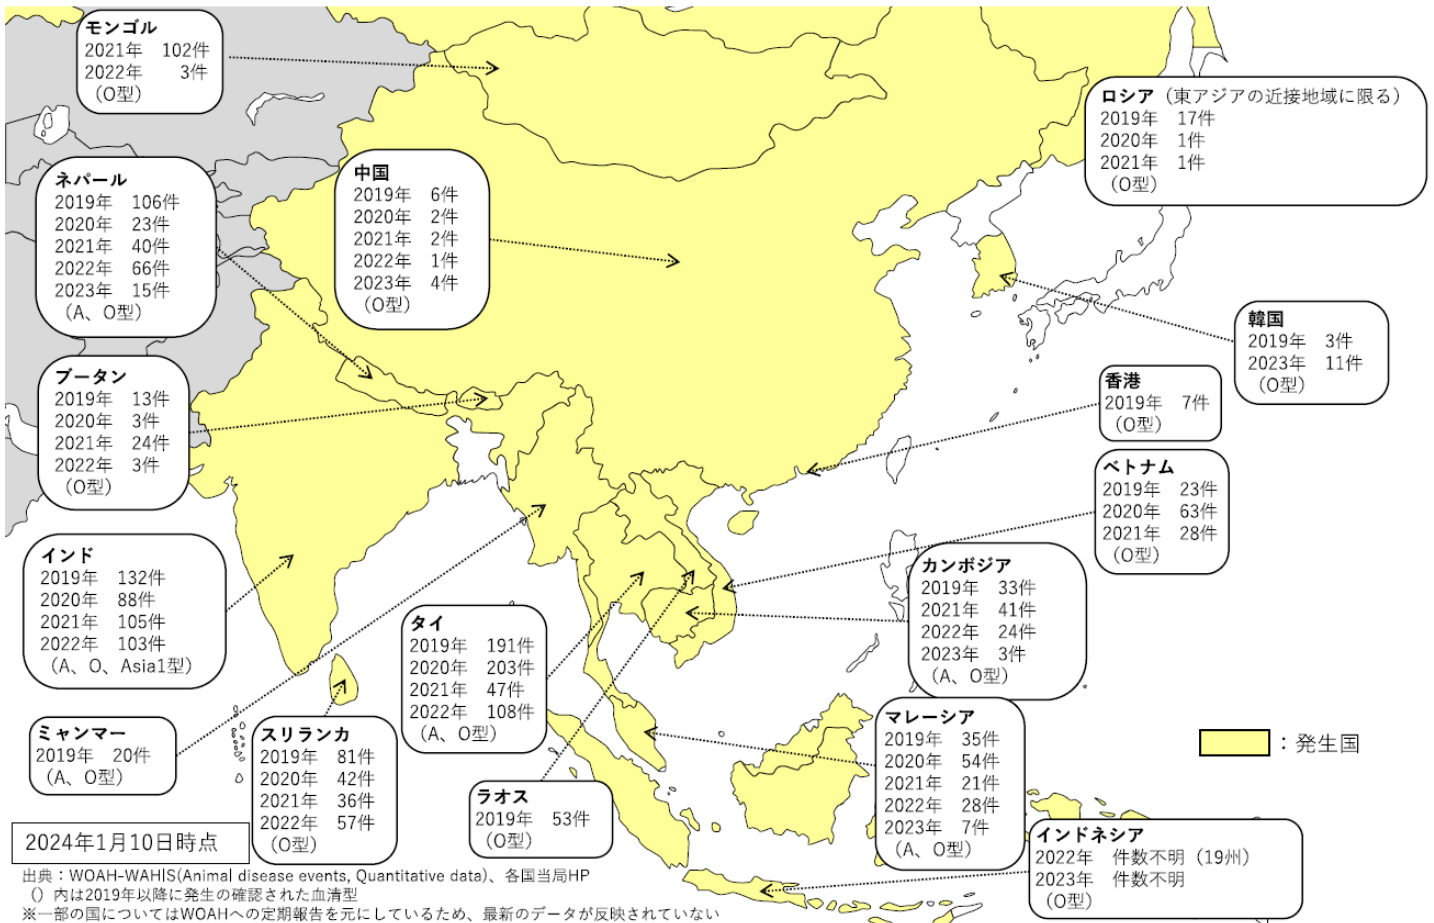 モンゴル
2021年 102件
2022年 3件
（O型）
ロシア（東アジアの近接地域に限る）
2019年 17件
2020年 1件
2021年 1件
（O型）
ネパール
2019年 106件
2020年 23件
2021年 40件
2022年 66件
2023年 15件
（A、O型）
中国
2019年 6件
2020年 2件
2021年 2件
2022年 1件
2023年 4件
（O型）
韓国
2019年 3件
2023年 11件
（O型）
ブータン
2019年 13件
2020年 3件
2021年 24件
2022年 3件
（O型）
香港
2019年 7件
（O型）
ベトナム
2019年 23件
2020年 63件
2021年 28件
（O型）
インド
2019年 132件
2020年 88件
2021年 105件
2022年 103件
（A、O、Asia1型）
カンボジア
2019年 33件
2021年 41件
2022年 24件
2023年 3件
（A、O型）
タイ
2019年 191件
2020年 203件
2021年 47件
2022年 108件
（A、O型）
ミャンマー
2019年 20件
（A、O型）
スリランカ
2019年 81件
2020年 42件
2021年 36件
2022年 57件
（O型）
マレーシア
2019年 35件
2020年 54件
2021年 21件
2022年 28件
2023年 7件
（A、O型）
：発生国
ラオス
2019年 53件
（O型）
インドネシア
2022年 件数不明（19州）
2023年 件数不明
（O型）
2024年1月10日時点
出典：WOAH-WAHIS(Animal disease events, Quantitative data)、各国当局HP
（）内は2019年以降に発生の確認された血清型
※一部の国についてはWOAHへの定期報告を元にしているため、最新のデータが反映されていない